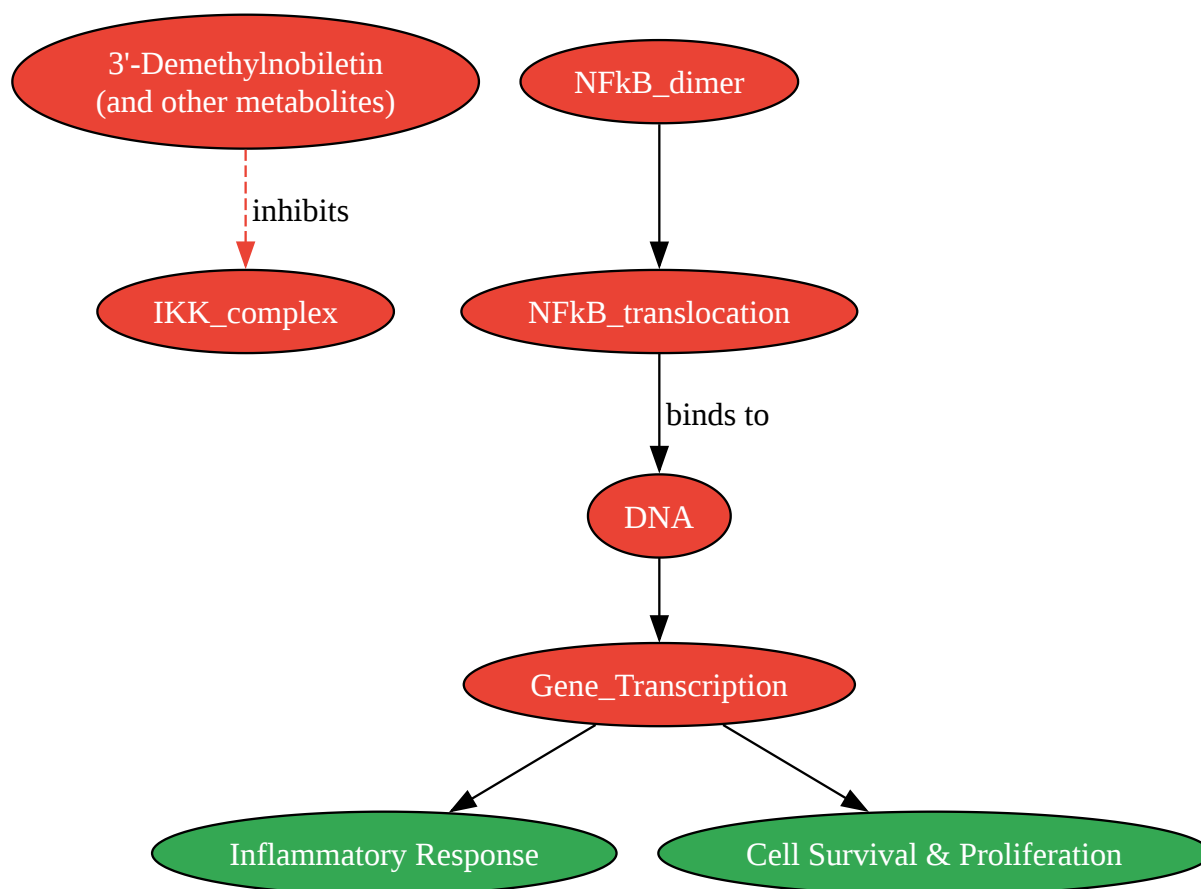 3'-Demethylnobiletin
(and other metabolites)
NFkB_dimer
inhibits
IKK_complex
NFkB_translocation
binds to
DNA
Gene_Transcription
Inflammatory Response
Cell Survival & Proliferation